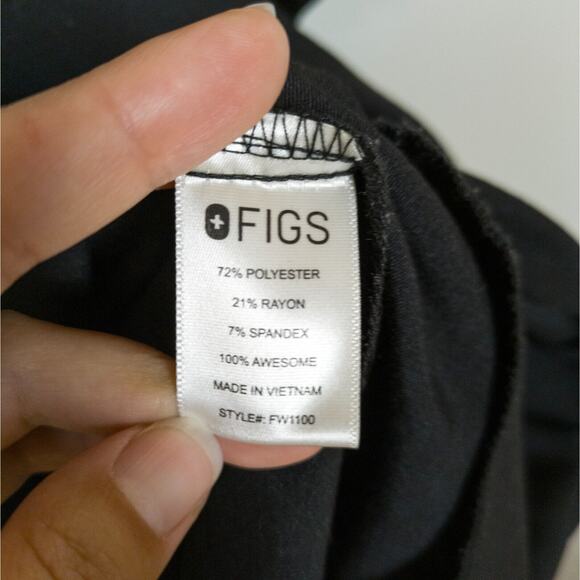 FIGS
72% POLYESTER
21% RAYON
7% SPANDEX
100% AWESOME
MADE IN VIETNAM
STYLE#: FW1100